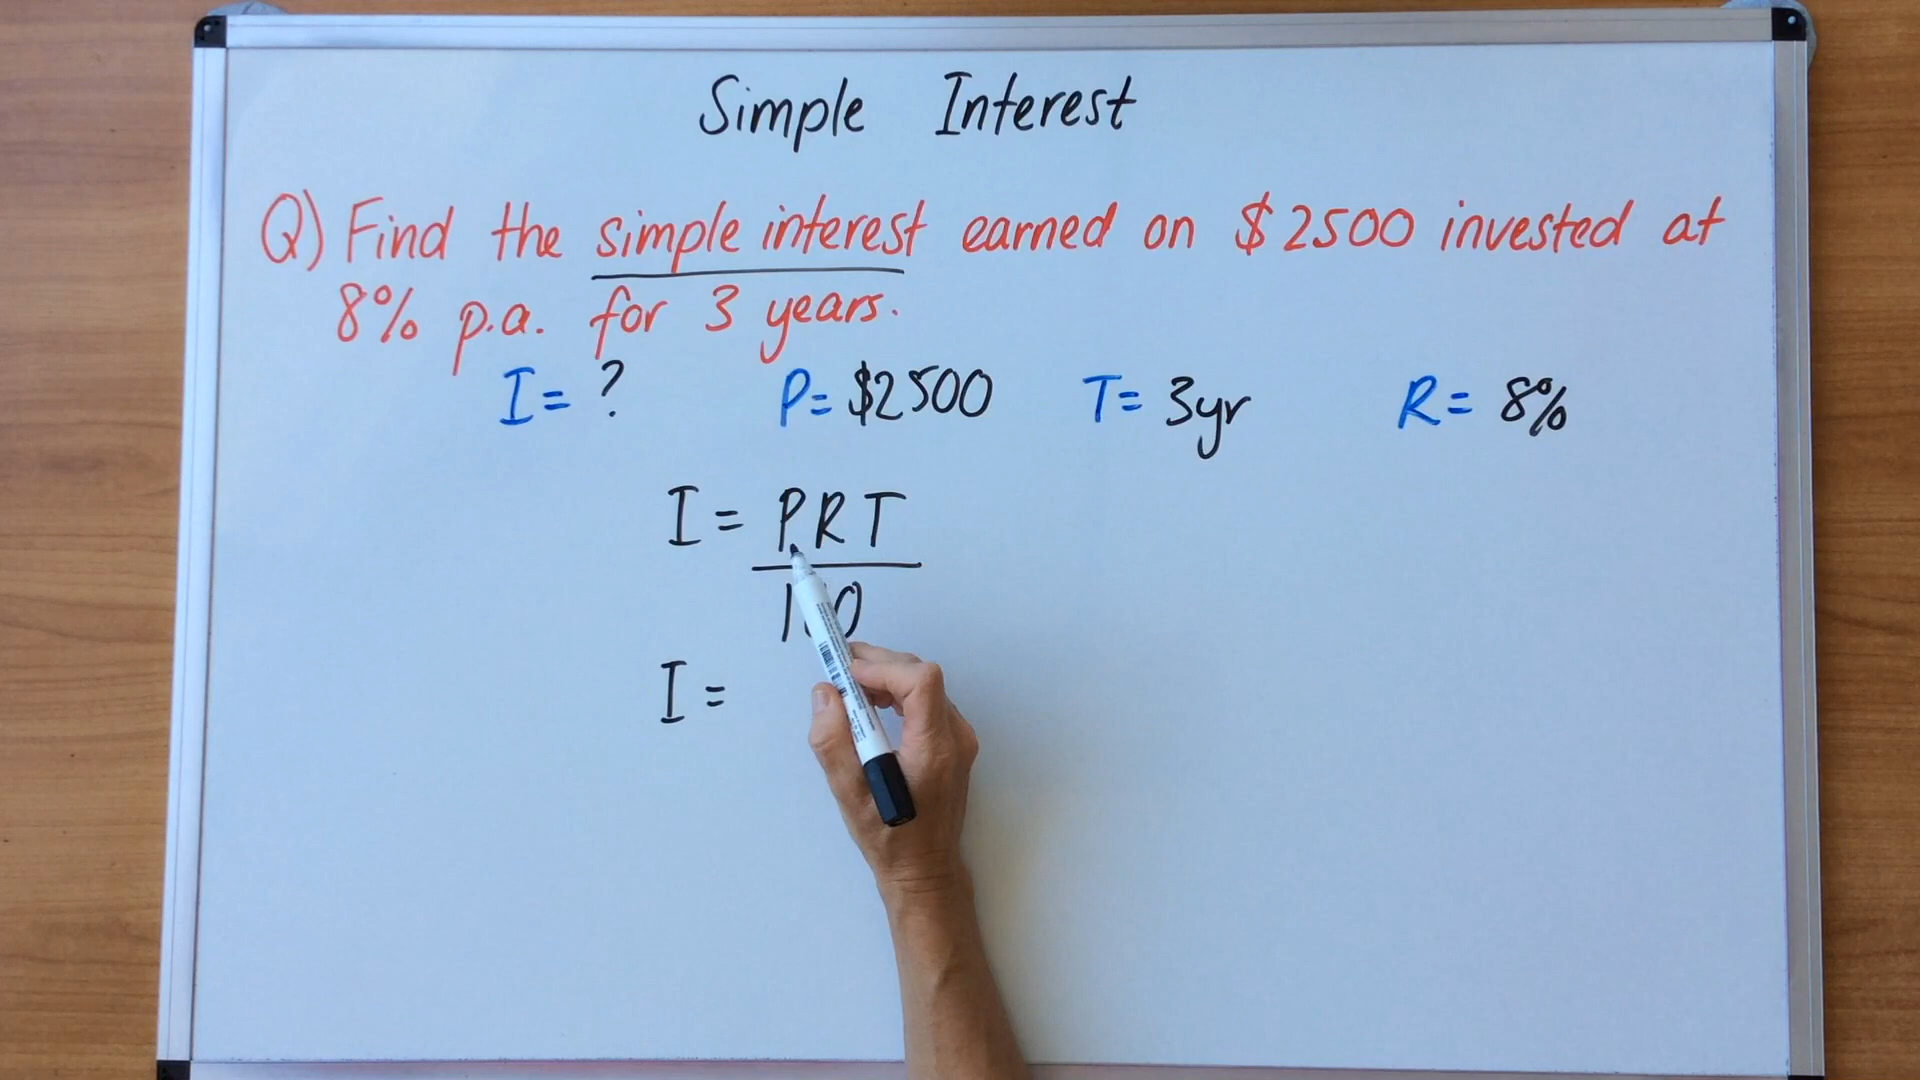 Simple Interest
Q) Find the simple interest earned on $2500 invested at
8% p.a. for 3 years.
I = ? P = $2500 T = 3yr R = 8%
I = PRT
100
I =